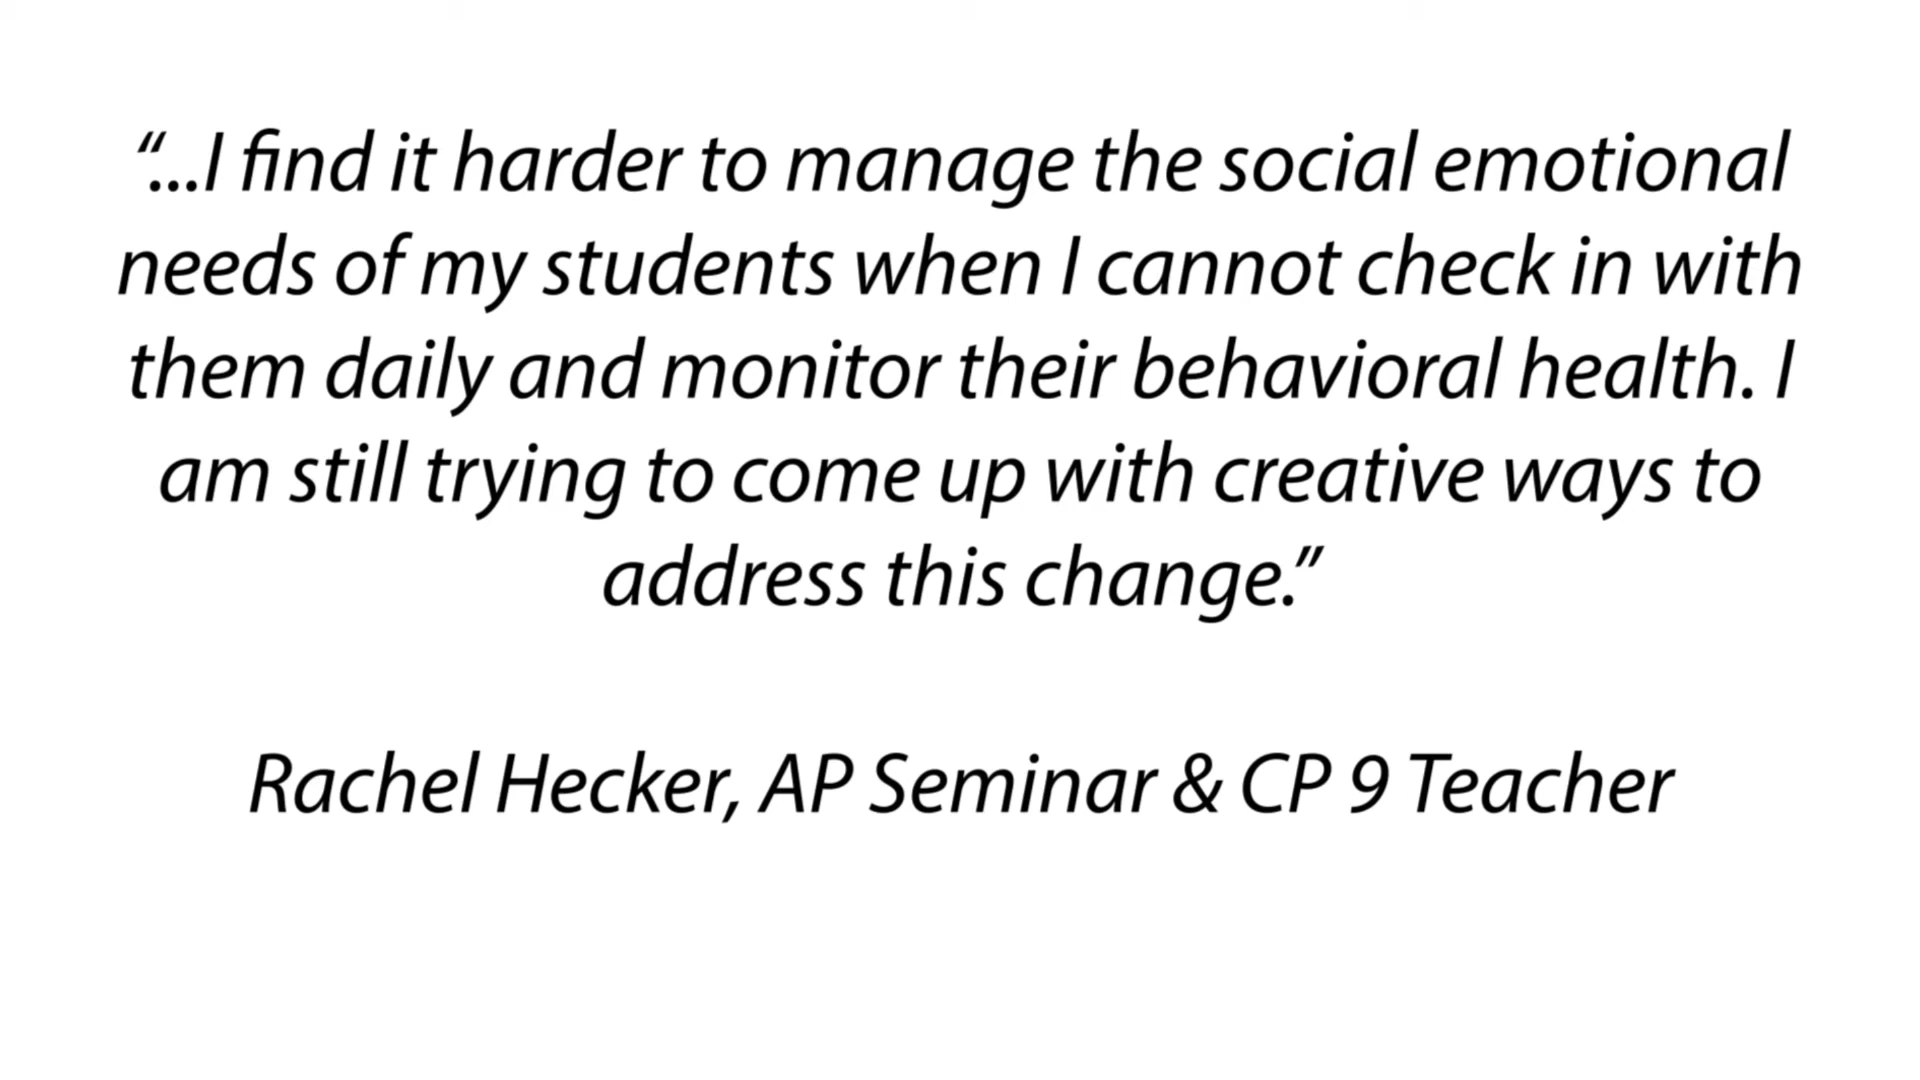 “...I find it harder to manage the social emotional
needs of my students when I cannot check in with
them daily and monitor their behavioral health. I
am still trying to come up with creative ways to
address this change.”
Rachel Hecker, AP Seminar & CP 9 Teacher